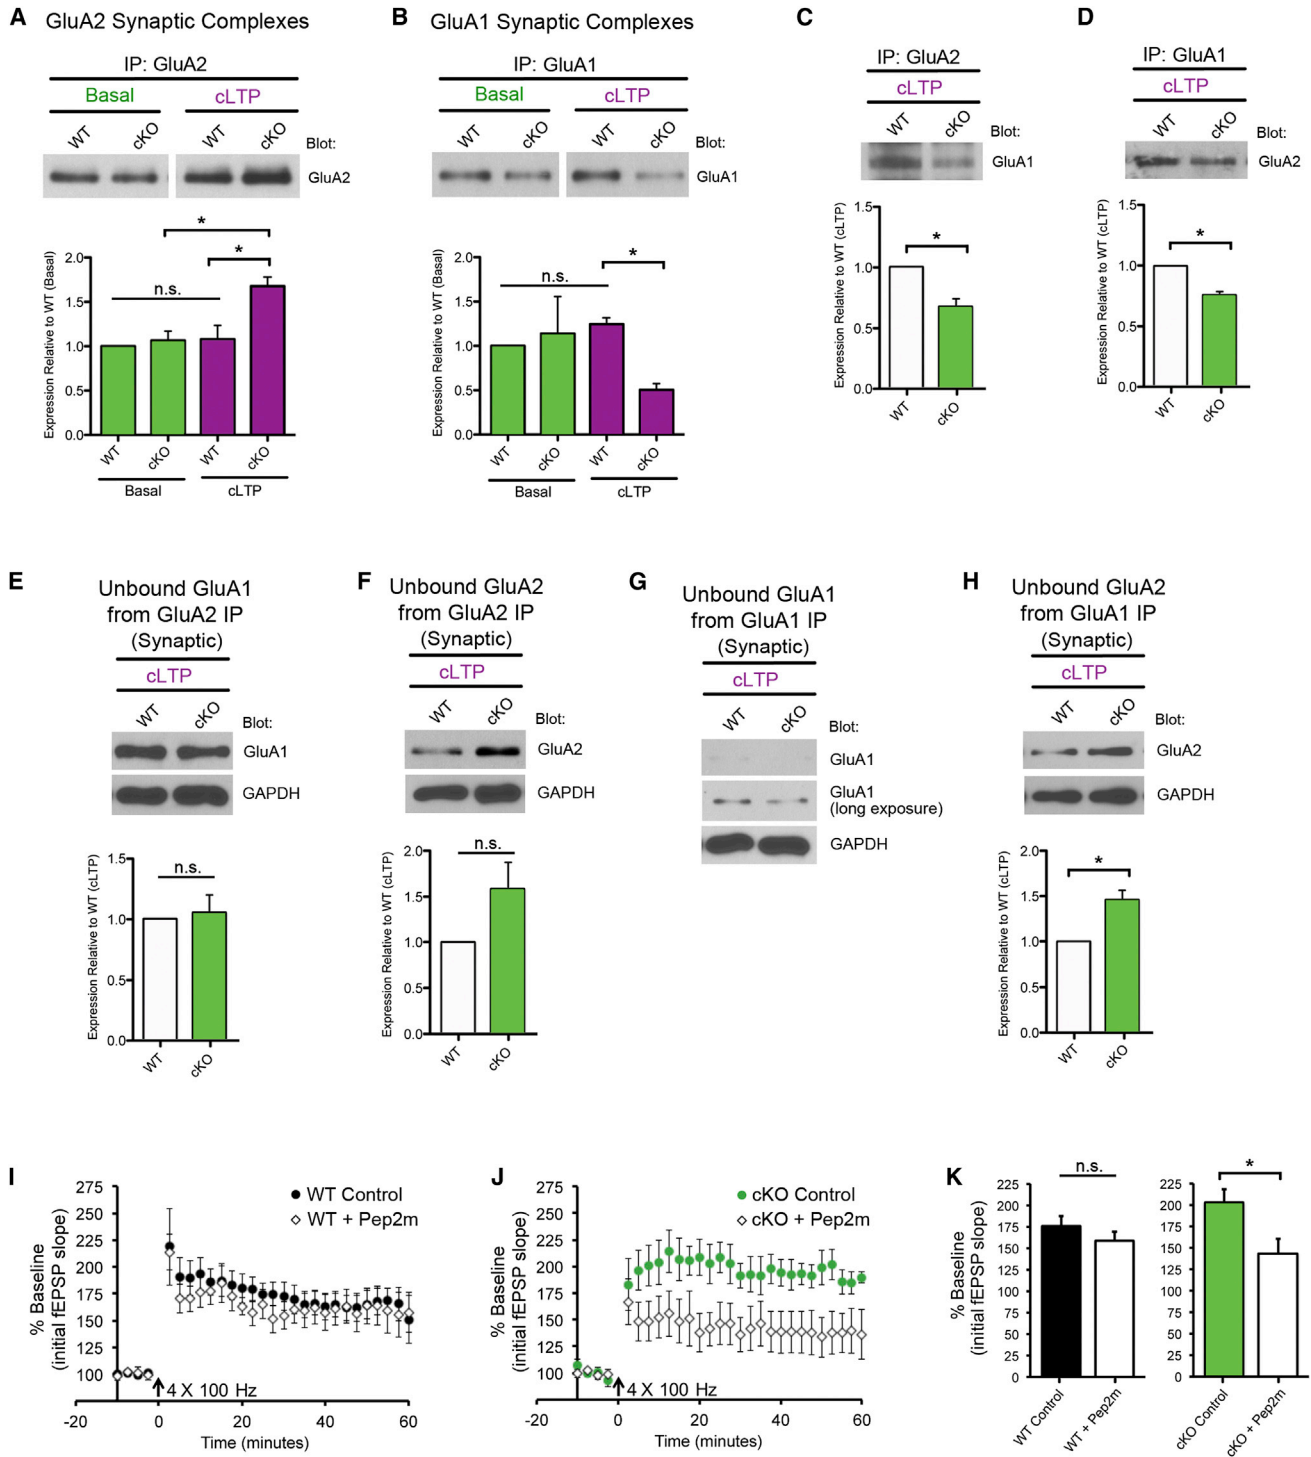 A GluA2 Synaptic Complexes
IP: GluA2
Basal cLTP
WT cKO WT cKO
Blot:
GluA2
* 
*
n.s.
Expression Relative to WT (Basal)
2.0
1.5
1.0
0.5
0.0
WT cKO WT cKO
Basal cLTP
B GluA1 Synaptic Complexes
IP: GluA1
Basal cLTP
WT cKO WT cKO
Blot:
GluA1
*
n.s.
Expression Relative to WT (Basal)
2.0
1.5
1.0
0.5
0.0
WT cKO WT cKO
Basal cLTP
C
IP: GluA2
cLTP
WT cKO
Blot:
GluA1
*
Expression Relative to WT (cLTP)
1.5
1.0
0.5
0.0
WT cKO
D
IP: GluA1
cLTP
WT cKO
Blot:
GluA2
*
Expression Relative to WT (cLTP)
1.5
1.0
0.5
0.0
WT cKO
E
Unbound GluA1
from GluA2 IP
(Synaptic)
cLTP
WT cKO
Blot:
GluA1
GAPDH
n.s.
Expression Relative to WT (cLTP)
1.5
1.0
0.5
0.0
WT cKO
F
Unbound GluA2
from GluA2 IP
(Synaptic)
cLTP
WT cKO
Blot:
GluA2
GAPDH
n.s.
Expression Relative to WT (cLTP)
2.0
1.5
1.0
0.5
0.0
WT cKO
G
Unbound GluA1
from GluA1 IP
(Synaptic)
cLTP
WT cKO
Blot:
GluA1
GluA1
(long exposure)
GAPDH
H
Unbound GluA2
from GluA1 IP
(Synaptic)
cLTP
WT cKO
Blot:
GluA2
GAPDH
*
Expression Relative to WT (cLTP)
2.0
1.5
1.0
0.5
0.0
WT cKO
I
WT Control
WT + Pep2m
% Baseline
(initial fEPSP slope)
275
250
225
200
175
150
125
100
4 X 100 Hz
-20 0 20 40 60
Time (minutes)
J
cKO Control
cKO + Pep2m
% Baseline
(initial fEPSP slope)
275
250
225
200
175
150
125
100
4 X 100 Hz
-20 0 20 40 60
Time (minutes)
K
n.s.
% Baseline
(initial fEPSP slope)
225
200
175
150
125
100
75
50
25
0
WT Control WT + Pep2m
*
225
200
175
150
125
100
75
50
25
0
cKO Control cKO + Pep2m